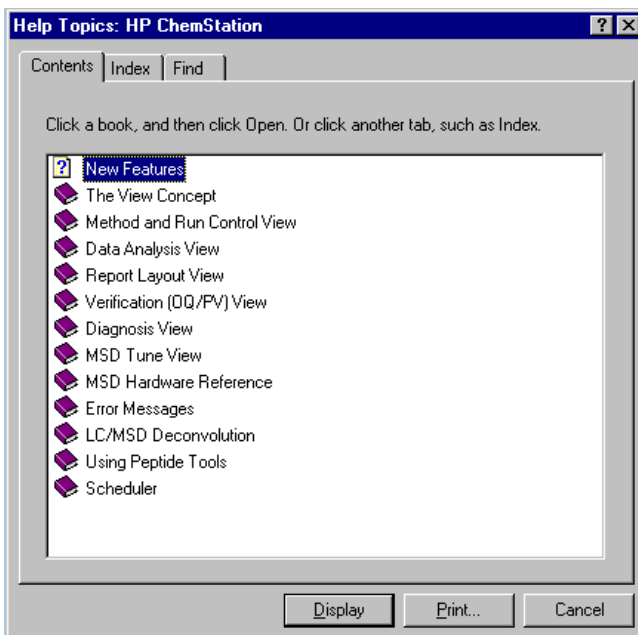 Help Topics: HP ChemStation
Contents Index Find
Click a book, and then click Open. Or click another tab, such as Index.
New Features
The View Concept
Method and Run Control View
Data Analysis View
Report Layout View
Verification (OQ/PV) View
Diagnosis View
MSD Tune View
MSD Hardware Reference
Error Messages
LC/MSD Deconvolution
Using Peptide Tools
Scheduler
Display Print... Cancel